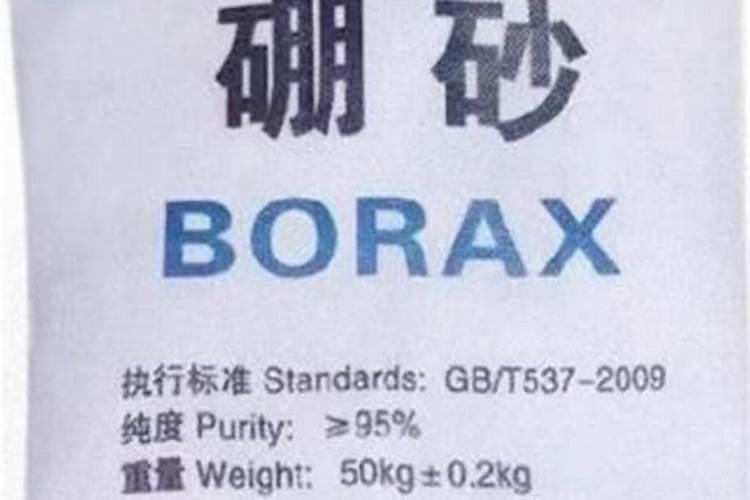 硼砂
BORAX
执行标准 Standards: GB/T537-2009
纯度 Purity: ≥95%
重量 Weight: 50kg±0.2kg